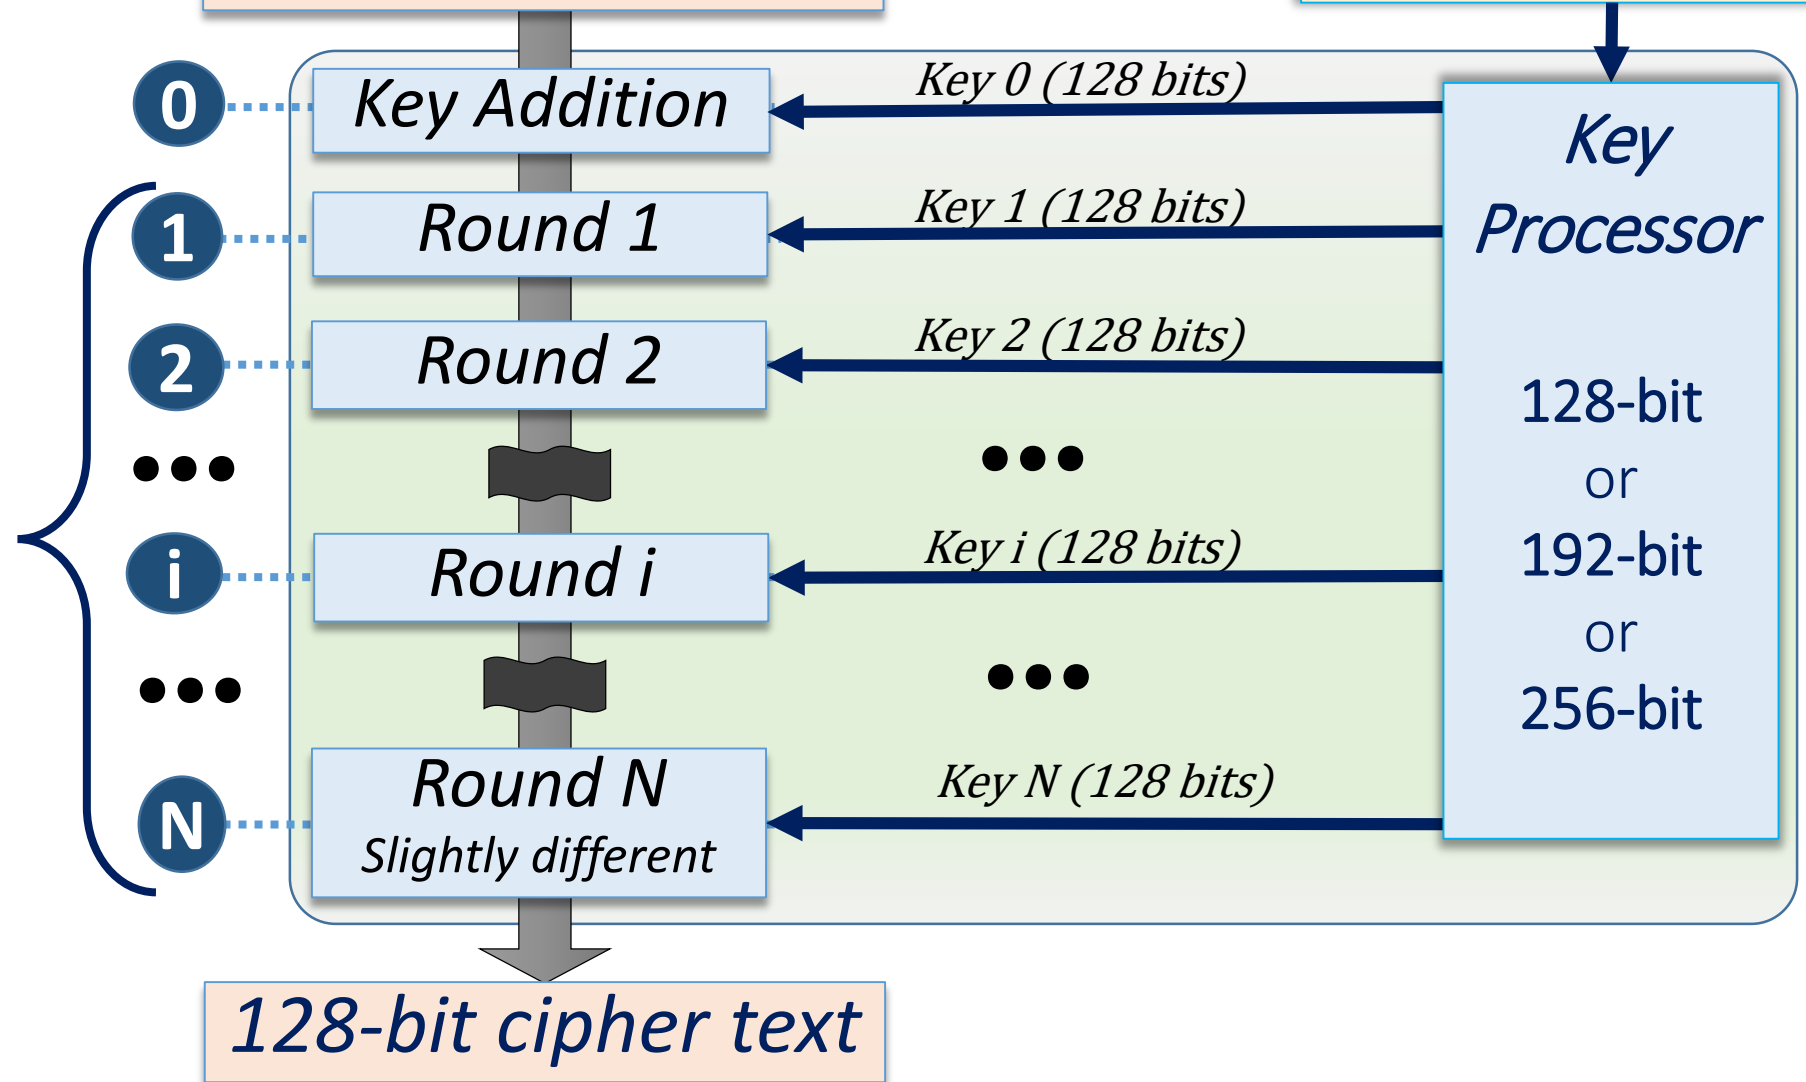 0
Key Addition
Key 0 (128 bits)
Key
Processor
128-bit
or
192-bit
or
256-bit
1
Round 1
Key 1 (128 bits)
2
Round 2
Key 2 (128 bits)
i
Round i
Key i (128 bits)
N
Round N
Slightly different
Key N (128 bits)
128-bit cipher text